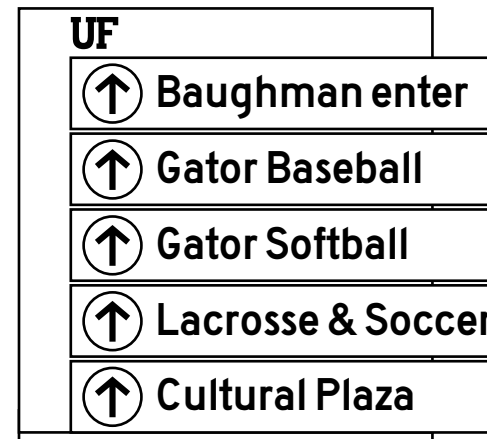 UF
Baughman enter
Gator Baseball
Gator Softball
Lacrosse & Soccer
Cultural Plaza